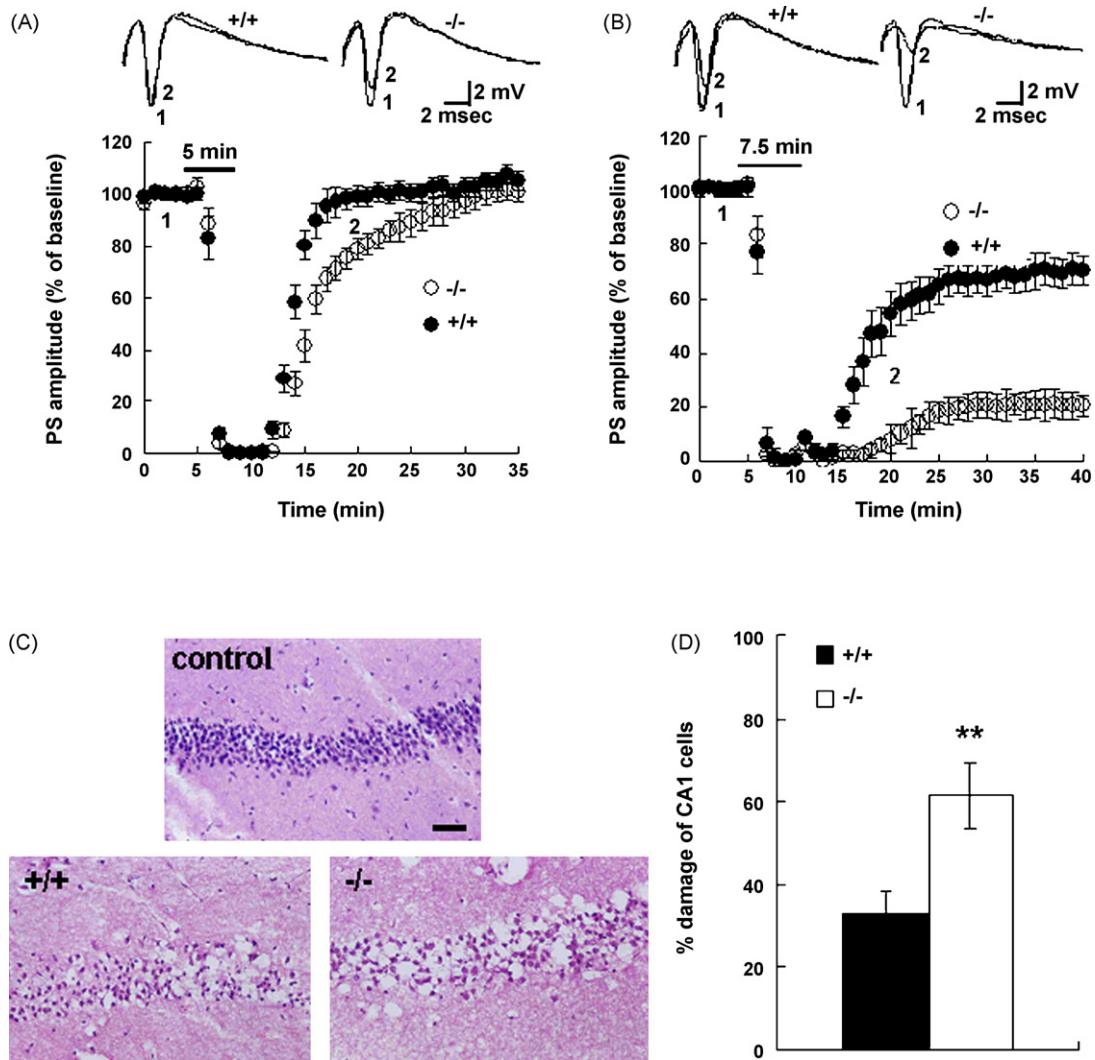 (A)
+/+
-/-
2
1
2
1
2 mV
2 msec
PS amplitude (% of baseline)
120
100
80
60
40
20
0
5 min
1
2
-/-
+/+
0 5 10 15 20 25 30 35
Time (min)
(B)
+/+
-/-
2
1
2
1
2 mV
2 msec
PS amplitude (% of baseline)
120
100
80
60
40
20
0
7.5 min
1
2
-/-
+/+
0 5 10 15 20 25 30 35 40
Time (min)
(C)
control
+/+
-/-
(D)
% damage of CA1 cells
100
80
60
40
20
0
+/+
-/-
**